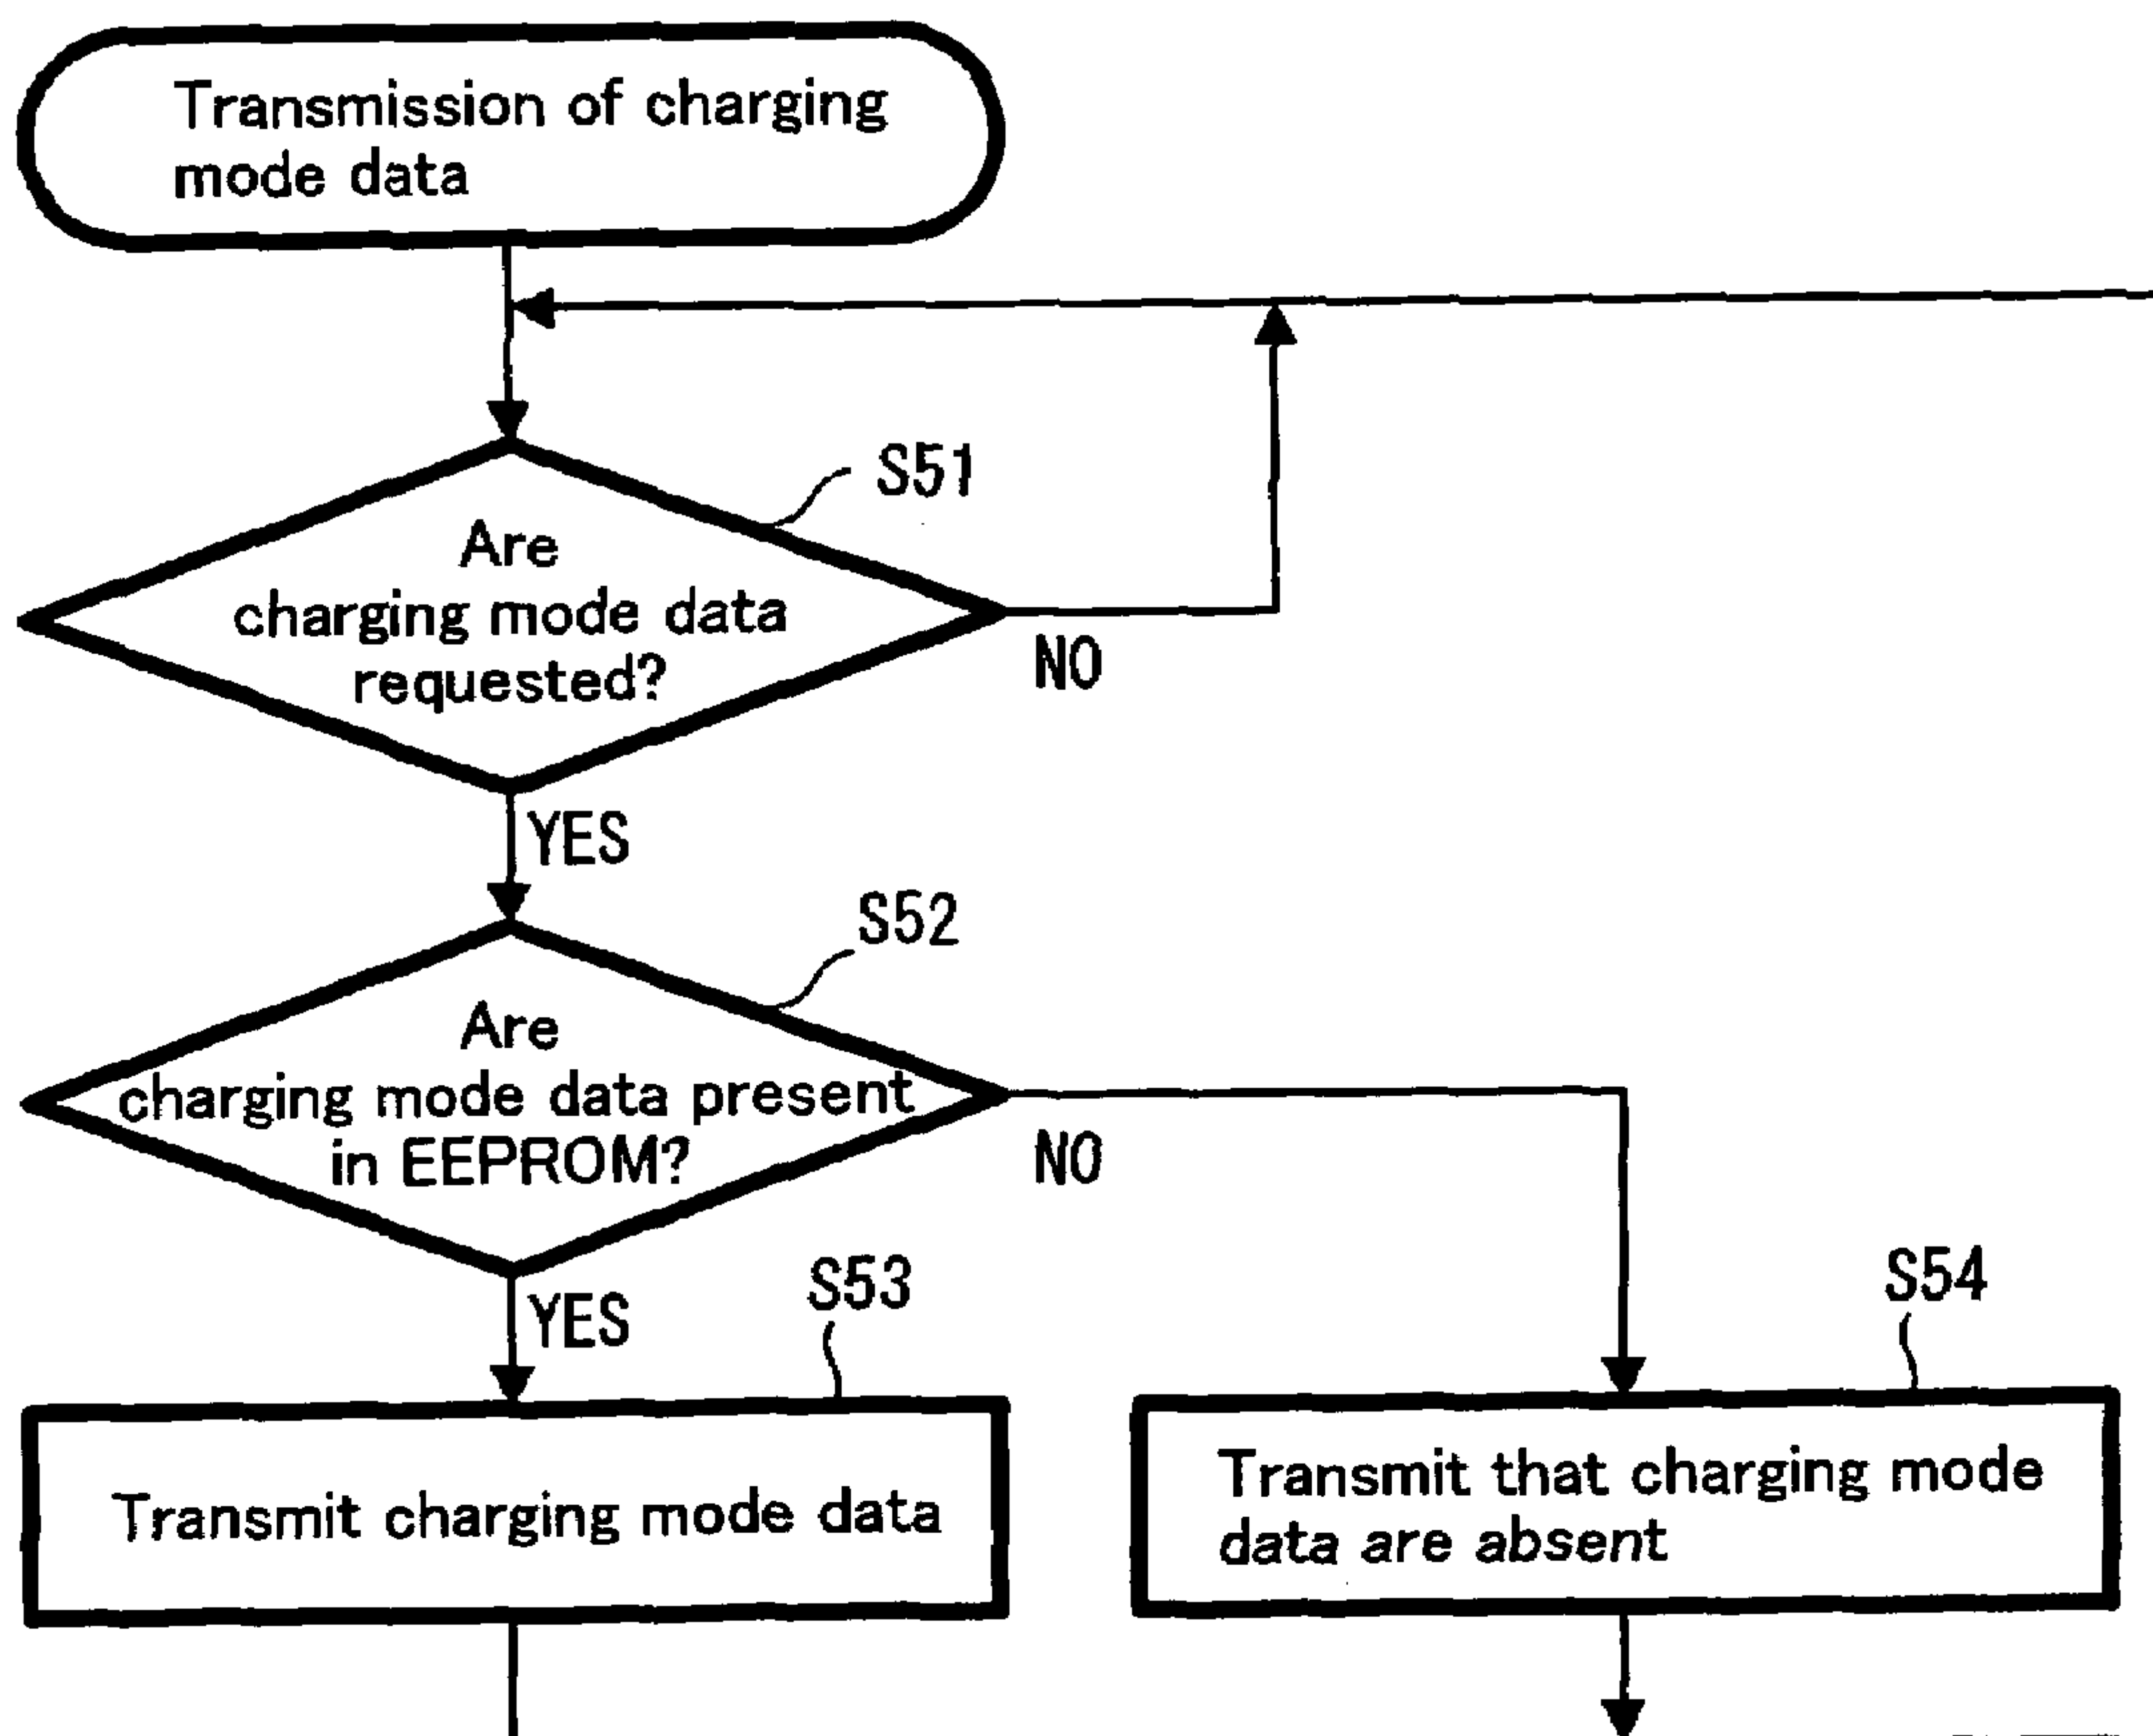 Transmission of charging
mode data
S51
Are
charging mode data
requested?
NO
YES
S52
Are
charging mode data present
in EEPROM?
NO
YES
S53
S54
Transmit charging mode data
Transmit that charging mode
data are absent